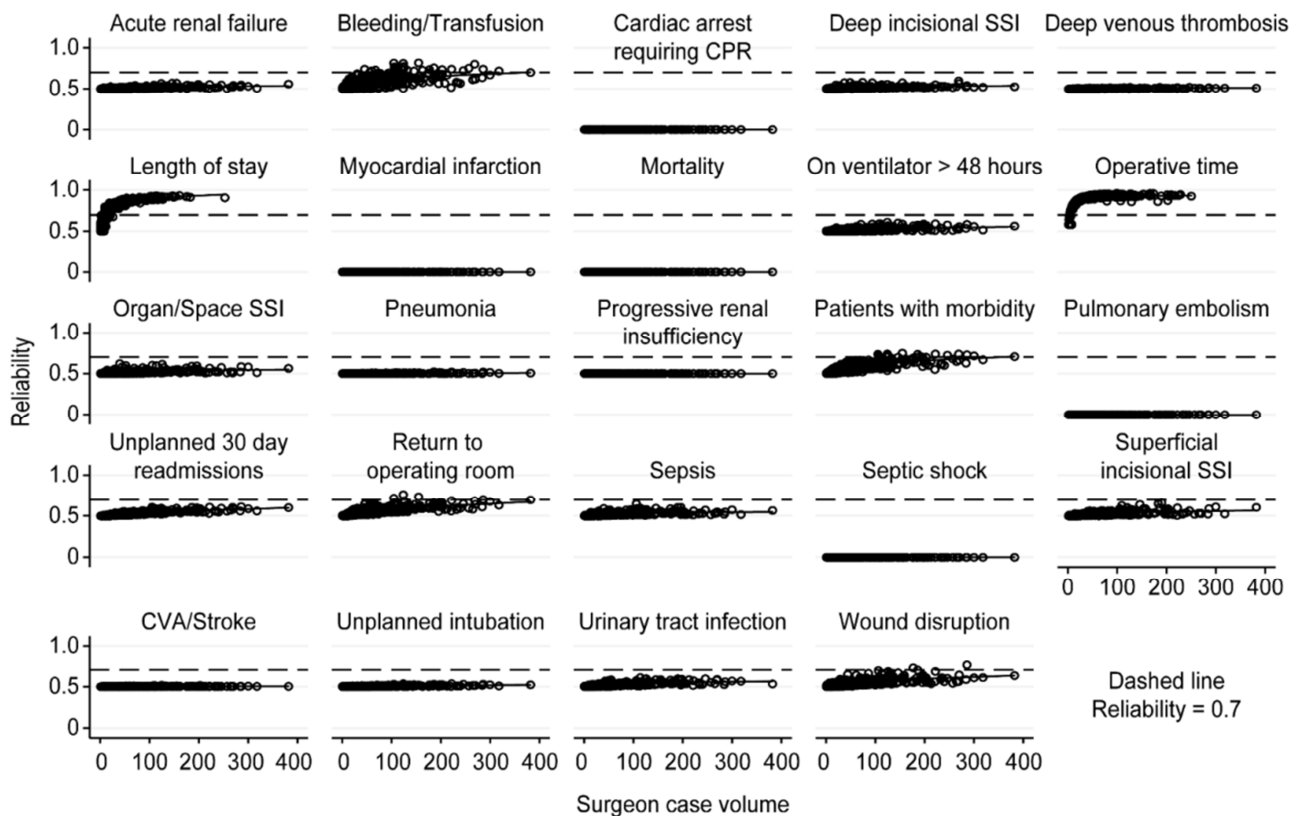 Acute renal failure
Bleeding/Transfusion
Cardiac arrest
requiring CPR
Deep incisional SSI
Deep venous thrombosis
1.0
0.5
0
Length of stay
Myocardial infarction
Mortality
On ventilator > 48 hours
Operative time
1.0
0.5
0
Organ/Space SSI
Pneumonia
Progressive renal
insufficiency
Patients with morbidity
Pulmonary embolism
1.0
0.5
0
Reliability
Unplanned 30 day
readmissions
Return to
operating room
Sepsis
Septic shock
Superficial
incisional SSI
1.0
0.5
0
0 100 200 300 400
CVA/Stroke
Unplanned intubation
Urinary tract infection
Wound disruption
1.0
0.5
0
Dashed line
Reliability = 0.7
0 100 200 300 400
0 100 200 300 400
0 100 200 300 400
0 100 200 300 400
Surgeon case volume